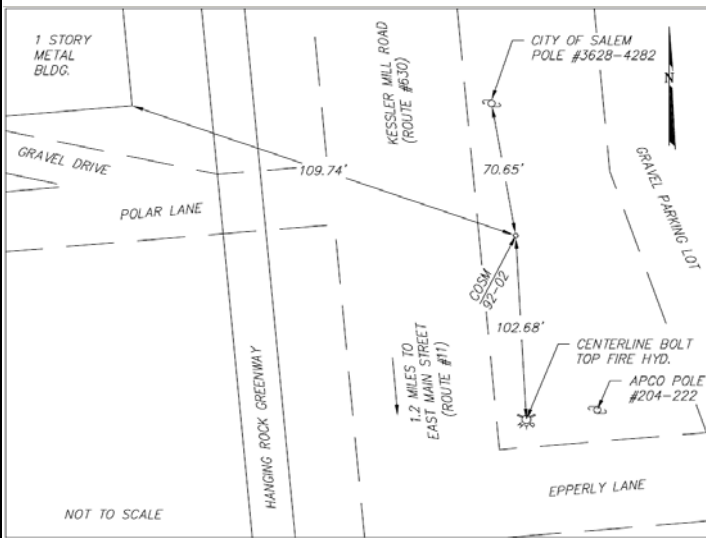 1 STORY
METAL
BLDG.
KESSLER MILL ROAD
(ROUTE #630)
CITY OF SALEM
POLE #3628-4282
N
GRAVEL DRIVE
109.74'
70.65'
GRAVEL PARKING LOT
POLAR LANE
COSM
92-02
102.68'
HANGING ROCK GREENWAY
1.2 MILES TO
EAST MAIN STREET
(ROUTE #11)
CENTERLINE BOLT
TOP FIRE HYD.
APCO POLE
#204-222
EPPERLY LANE
NOT TO SCALE